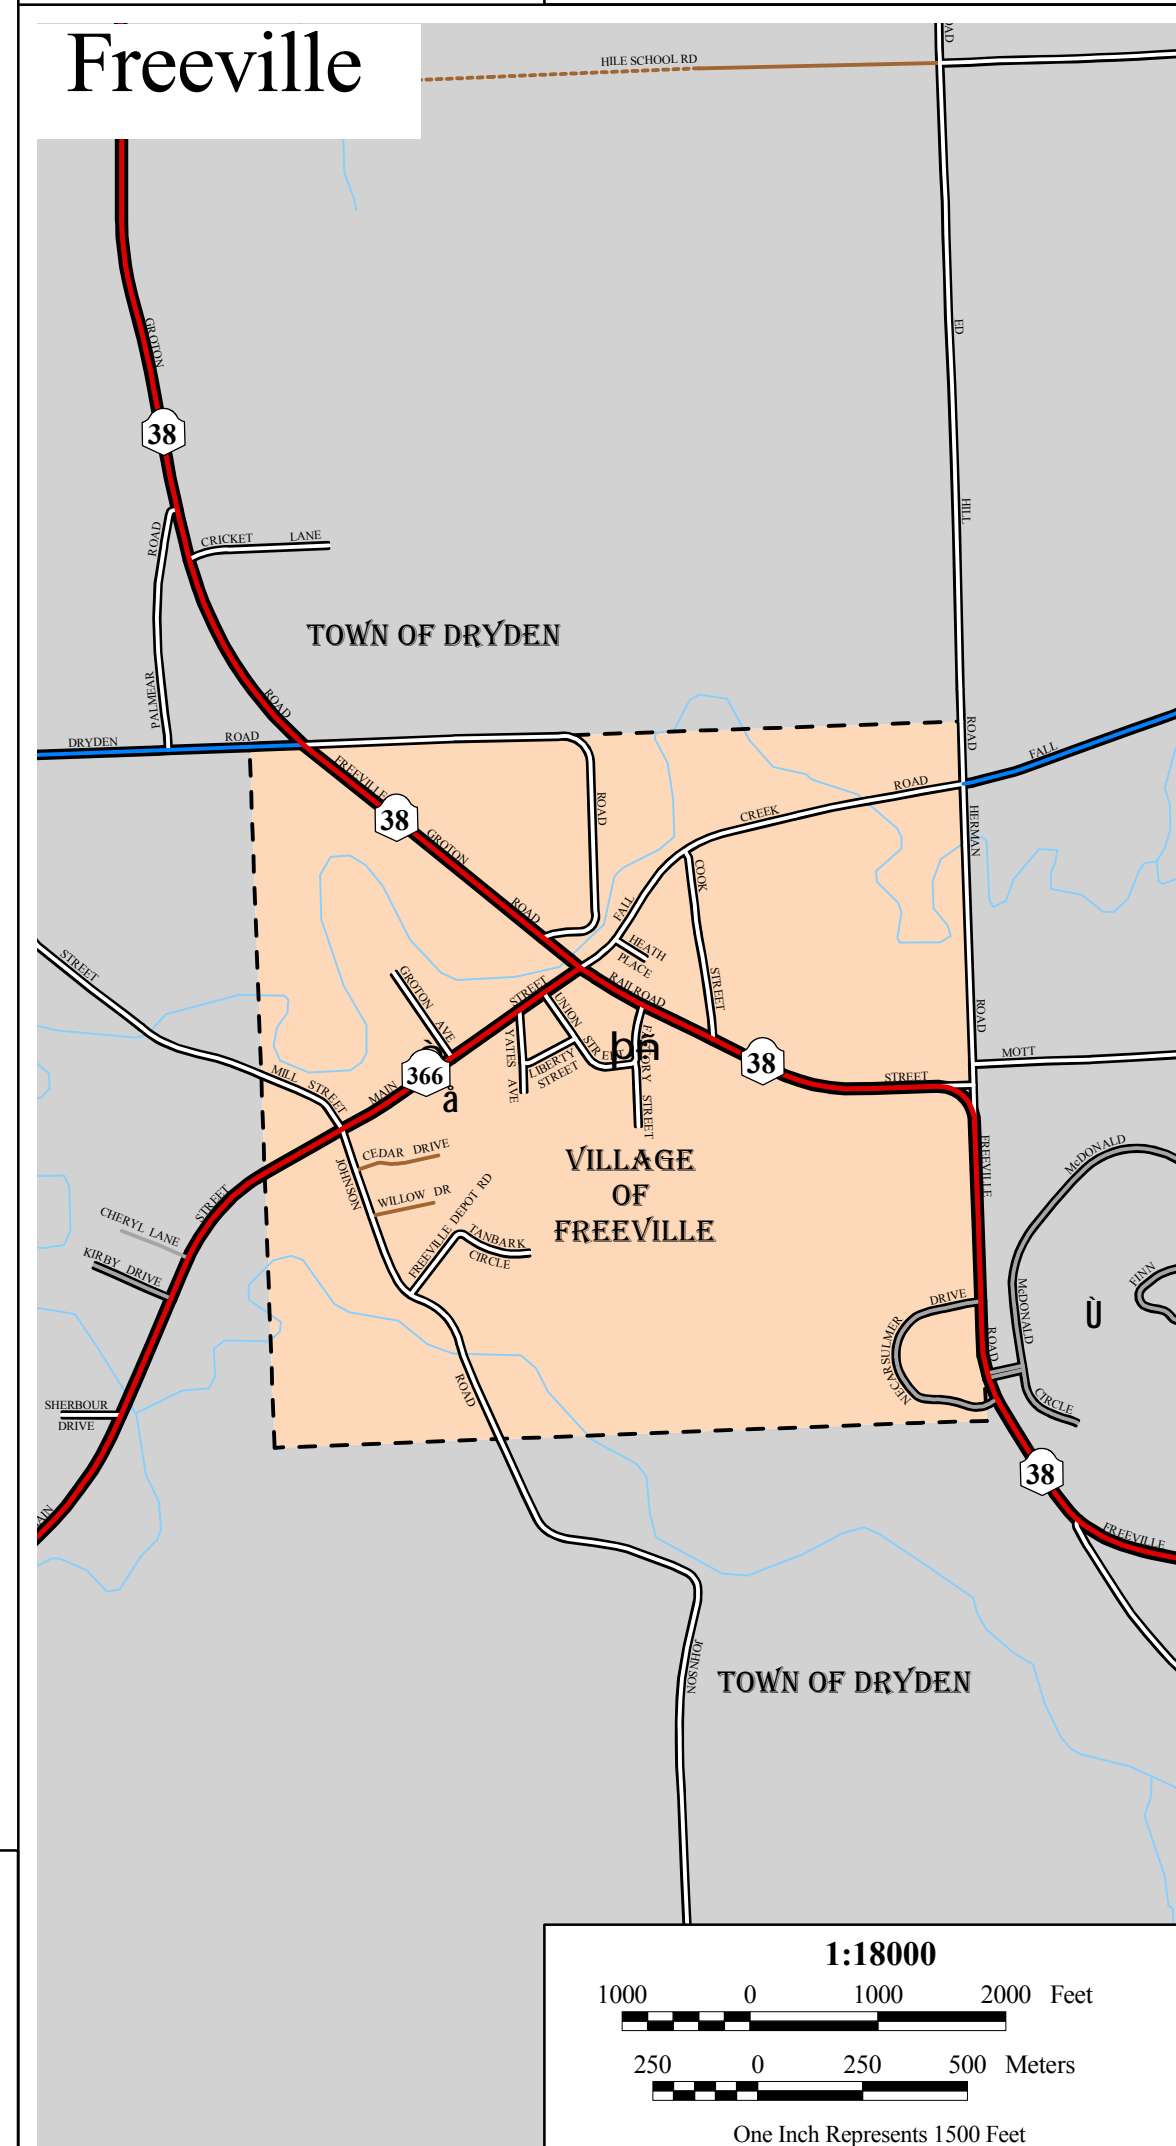 Freeville
HILE SCHOOL RD
GROTON
38
ED
HILL
ROAD
CRICKET LANE
TOWN OF DRYDEN
PALMEAR
ROAD
ROAD
DRYDEN ROAD
FALL
FREEVILLE
38
GROTON
ROAD
ROAD
CREEK
ROAD
HERMAN
COOK
FALL
HEATH
PLACE
STREET
STREET
GROTON AVE
STREET
UNION
RAILROAD
STREET
ROAD
MOTT
38
STREET
MILL STREET
MAIN
366
YATES AVE
LIBERTY
STREET
FACTORY STREET
CEDAR DRIVE
VILLAGE
OF
FREEVILLE
JOHNSON
WILLOW DR
FREEVILLE DEPOT RD
TANBARK
CIRCLE
STREET
CHERYL LANE
KIRBY DRIVE
FREEVILLE
McDONALD
McDONALD
FINN
DRIVE
NECARSULMER
ROAD
CIRCLE
SHERBOUR
DRIVE
ROAD
38
FREEVILLE
JOHNSON
TOWN OF DRYDEN
1:18000
1000 0 1000 2000 Feet
250 0 250 500 Meters
One Inch Represents 1500 Feet